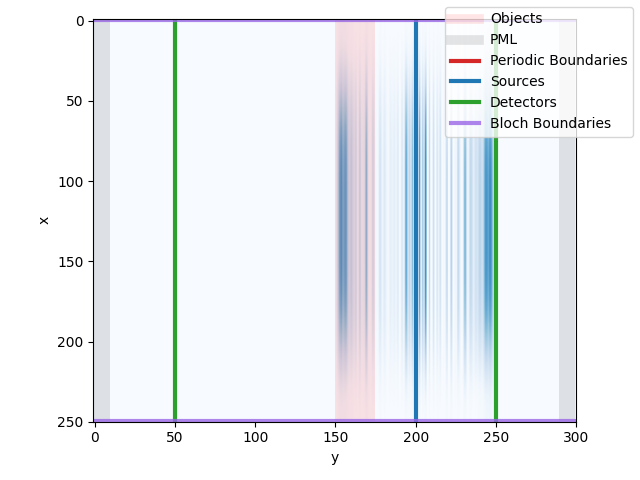 Objects
PML
Periodic Boundaries
Sources
Detectors
Bloch Boundaries
0
50
100
150
200
250
x
0 50 100 150 200 250 300
y